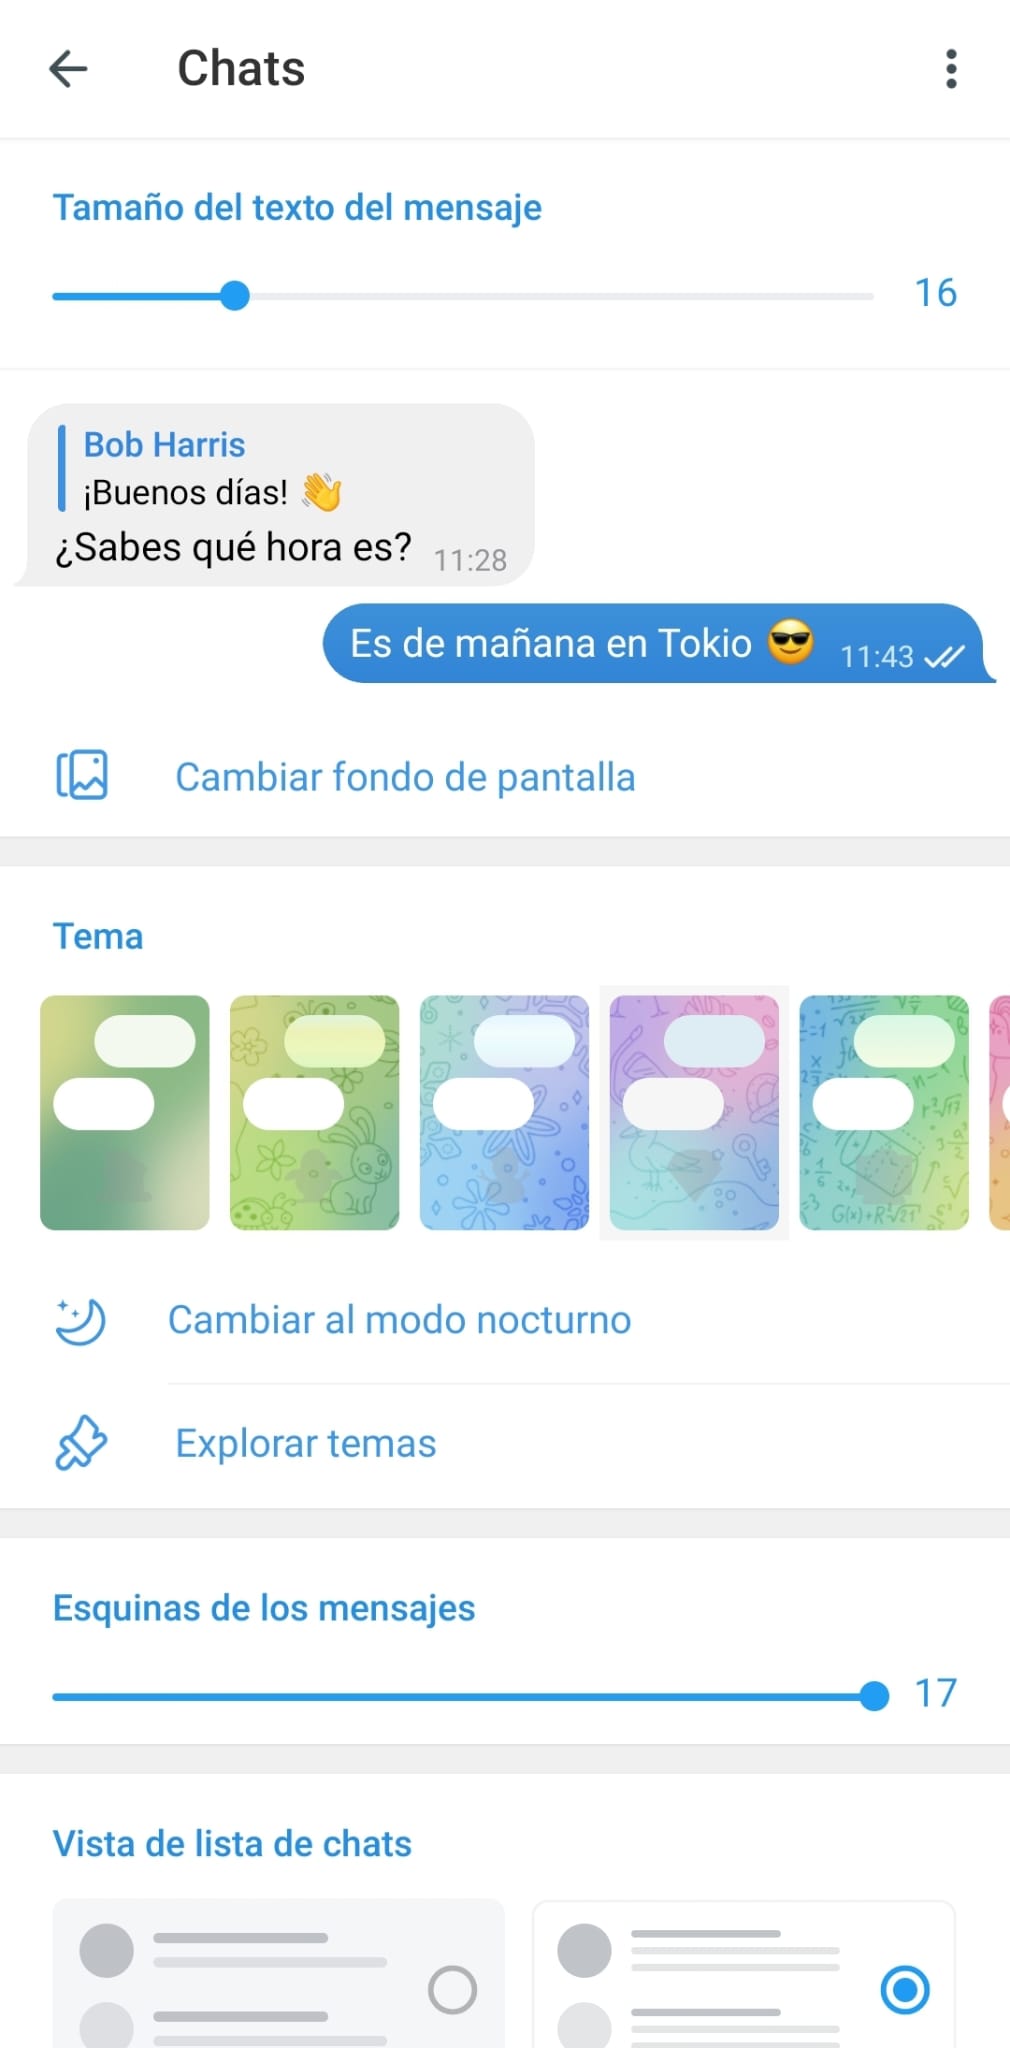 Chats
Tamaño del texto del mensaje
16
Bob Harris
¡Buenos días! 👋
¿Sabes qué hora es? 11:28
Es de mañana en Tokio 😎 11:43
Cambiar fondo de pantalla
Tema
G(x)+R√21
Cambiar al modo nocturno
Explorar temas
Esquinas de los mensajes
17
Vista de lista de chats